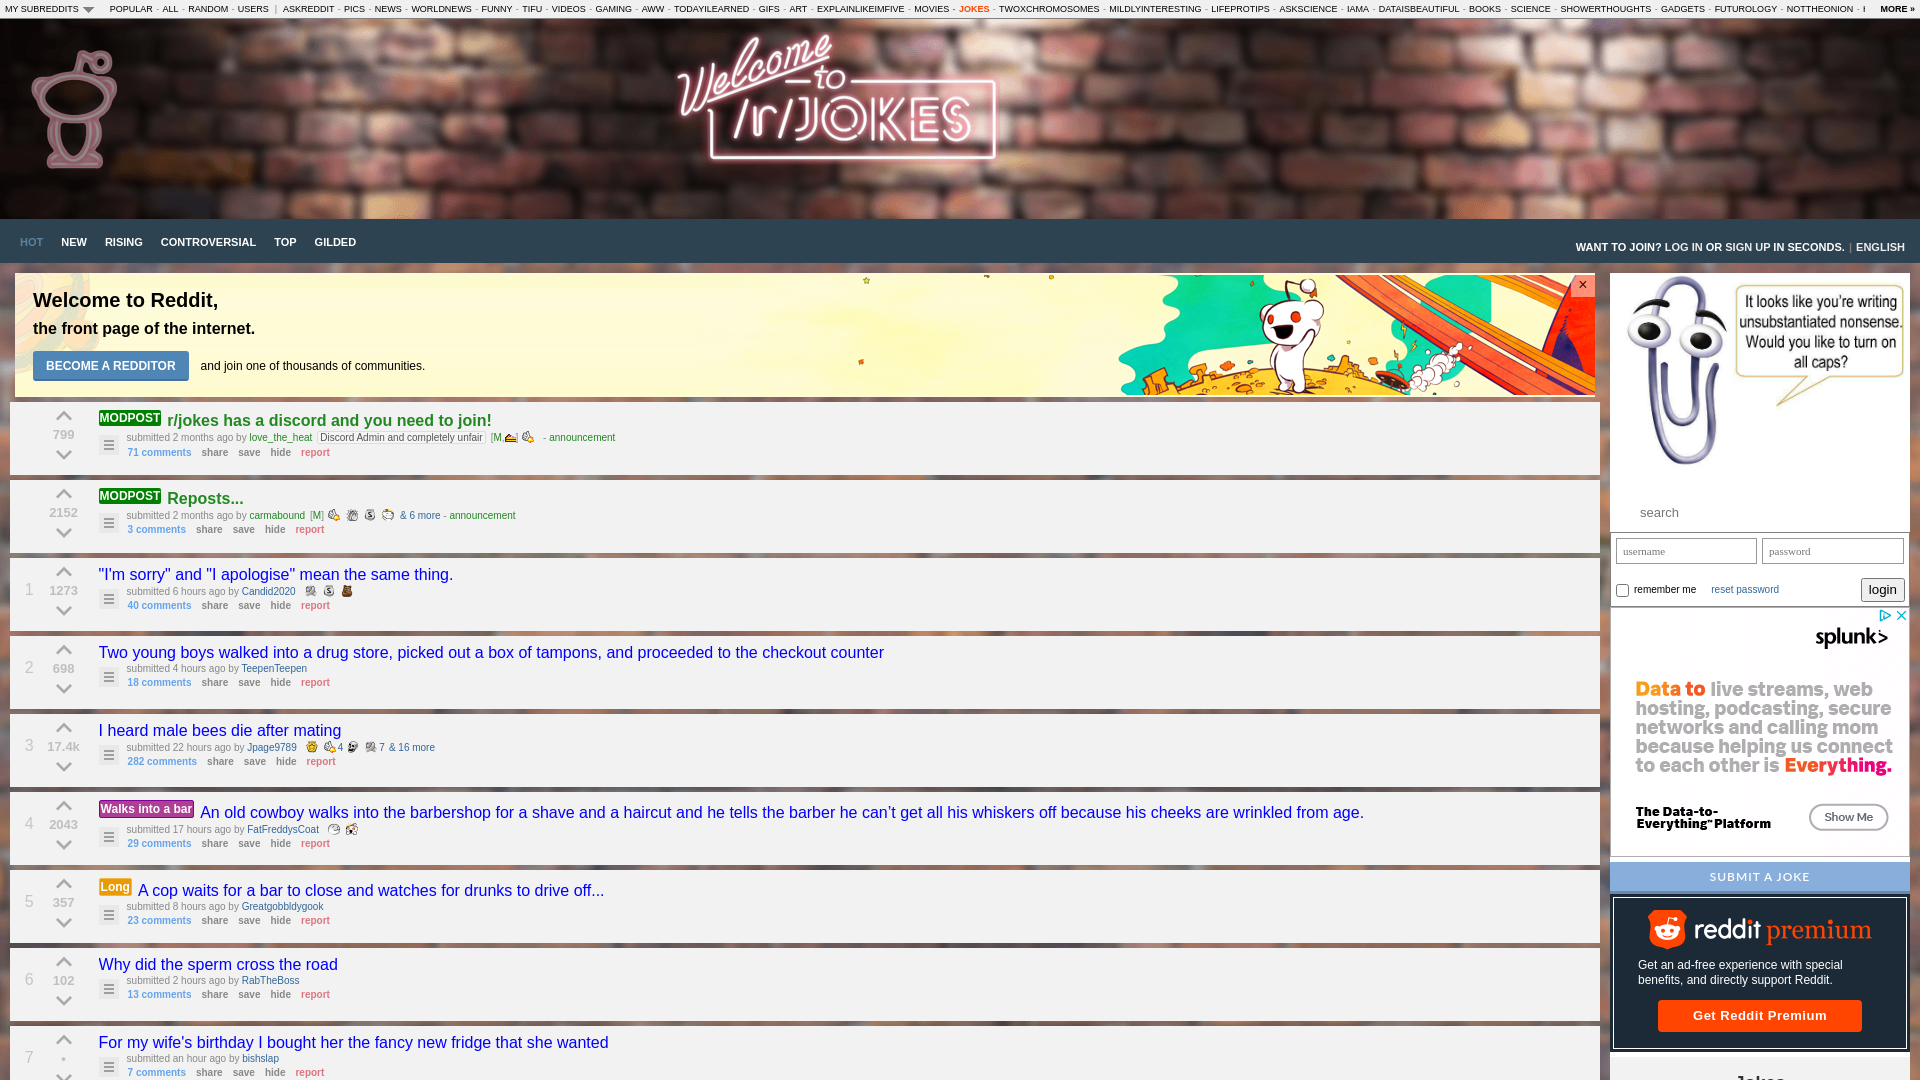 MY SUBREDDITS POPULAR - ALL - RANDOM - USERS | ASKREDDIT - PICS - NEWS - WORLDNEWS - FUNNY - TIFU - VIDEOS - GAMING - AWW - TODAYILEARNED - GIFS - ART - EXPLAINLIKEIMFIVE - MOVIES - JOKES - TWOXCHROMOSOMES - MILDLYINTERESTING - LIFEPROTIPS - ASKSCIENCE - IAMA - DATAISBEAUTIFUL - BOOKS - SCIENCE - SHOWERTHOUGHTS - GADGETS - FUTUROLOGY - NOTTHEONION - MORE »
Welcome
to
/r/JOKES
HOT NEW RISING CONTROVERSIAL TOP GILDED
WANT TO JOIN? LOG IN OR SIGN UP IN SECONDS. | ENGLISH
Welcome to Reddit,
the front page of the internet.
BECOME A REDDITOR and join one of thousands of communities.
×
799
MODPOST r/jokes has a discord and you need to join!
submitted 2 months ago by love_the_heat Discord Admin and completely unfair [M, ] - announcement
71 comments share save hide report
2152
MODPOST Reposts...
submitted 2 months ago by carmabound [M] & 6 more - announcement
3 comments share save hide report
1
1273
"I'm sorry" and "I apologise" mean the same thing.
submitted 6 hours ago by Candid2020
40 comments share save hide report
2
698
Two young boys walked into a drug store, picked out a box of tampons, and proceeded to the checkout counter
submitted 4 hours ago by TeepenTeepen
18 comments share save hide report
3
17.4k
I heard male bees die after mating
submitted 22 hours ago by Jpage9789 4 7 & 16 more
282 comments share save hide report
4
2043
Walks into a bar An old cowboy walks into the barbershop for a shave and a haircut and he tells the barber he can’t get all his whiskers off because his cheeks are wrinkled from age.
submitted 17 hours ago by FatFreddysCoat
29 comments share save hide report
5
357
Long A cop waits for a bar to close and watches for drunks to drive off...
submitted 8 hours ago by Greatgobbldygook
23 comments share save hide report
6
102
Why did the sperm cross the road
submitted 2 hours ago by RabTheBoss
13 comments share save hide report
7
•
For my wife's birthday I bought her the fancy new fridge that she wanted
submitted an hour ago by bishslap
7 comments share save hide report
It looks like you're writing
unsubstantiated nonsense.
Would you like to turn on
all caps?
search
username password
remember me reset password login
splunk>
Data to live streams, web
hosting, podcasting, secure
networks and calling mom
because helping us connect
to each other is Everything.
The Data-to-
Everything™ Platform
Show Me
SUBMIT A JOKE
reddit premium
Get an ad-free experience with special
benefits, and directly support Reddit.
Get Reddit Premium
Jokes